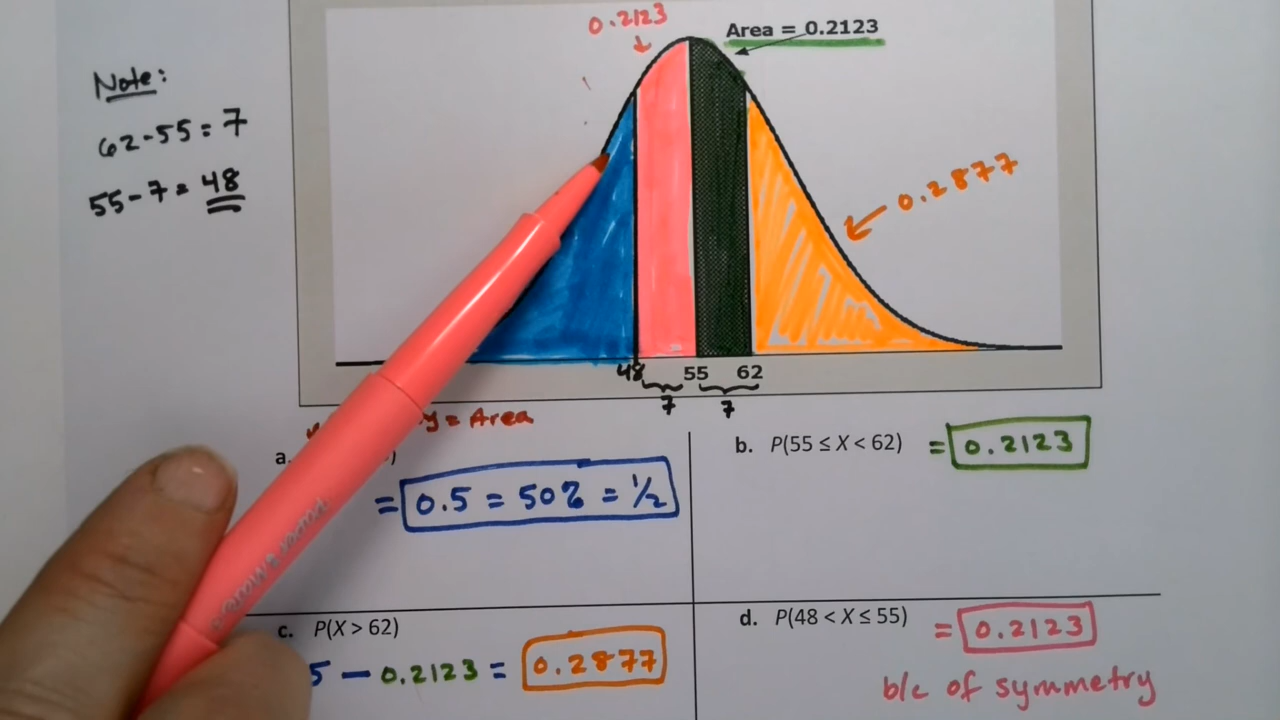 0.2123
Area = 0.2123
Note:
62-55=7
55-7=48
0.2877
48 55 62
7 7
y = Area
a.
= 0.5 = 50% = 1/2
b. P(55 ≤ X < 62) = 0.2123
c. P(X > 62)
5 - 0.2123 = 0.2877
d. P(48 < X ≤ 55) = 0.2123
b/c of symmetry